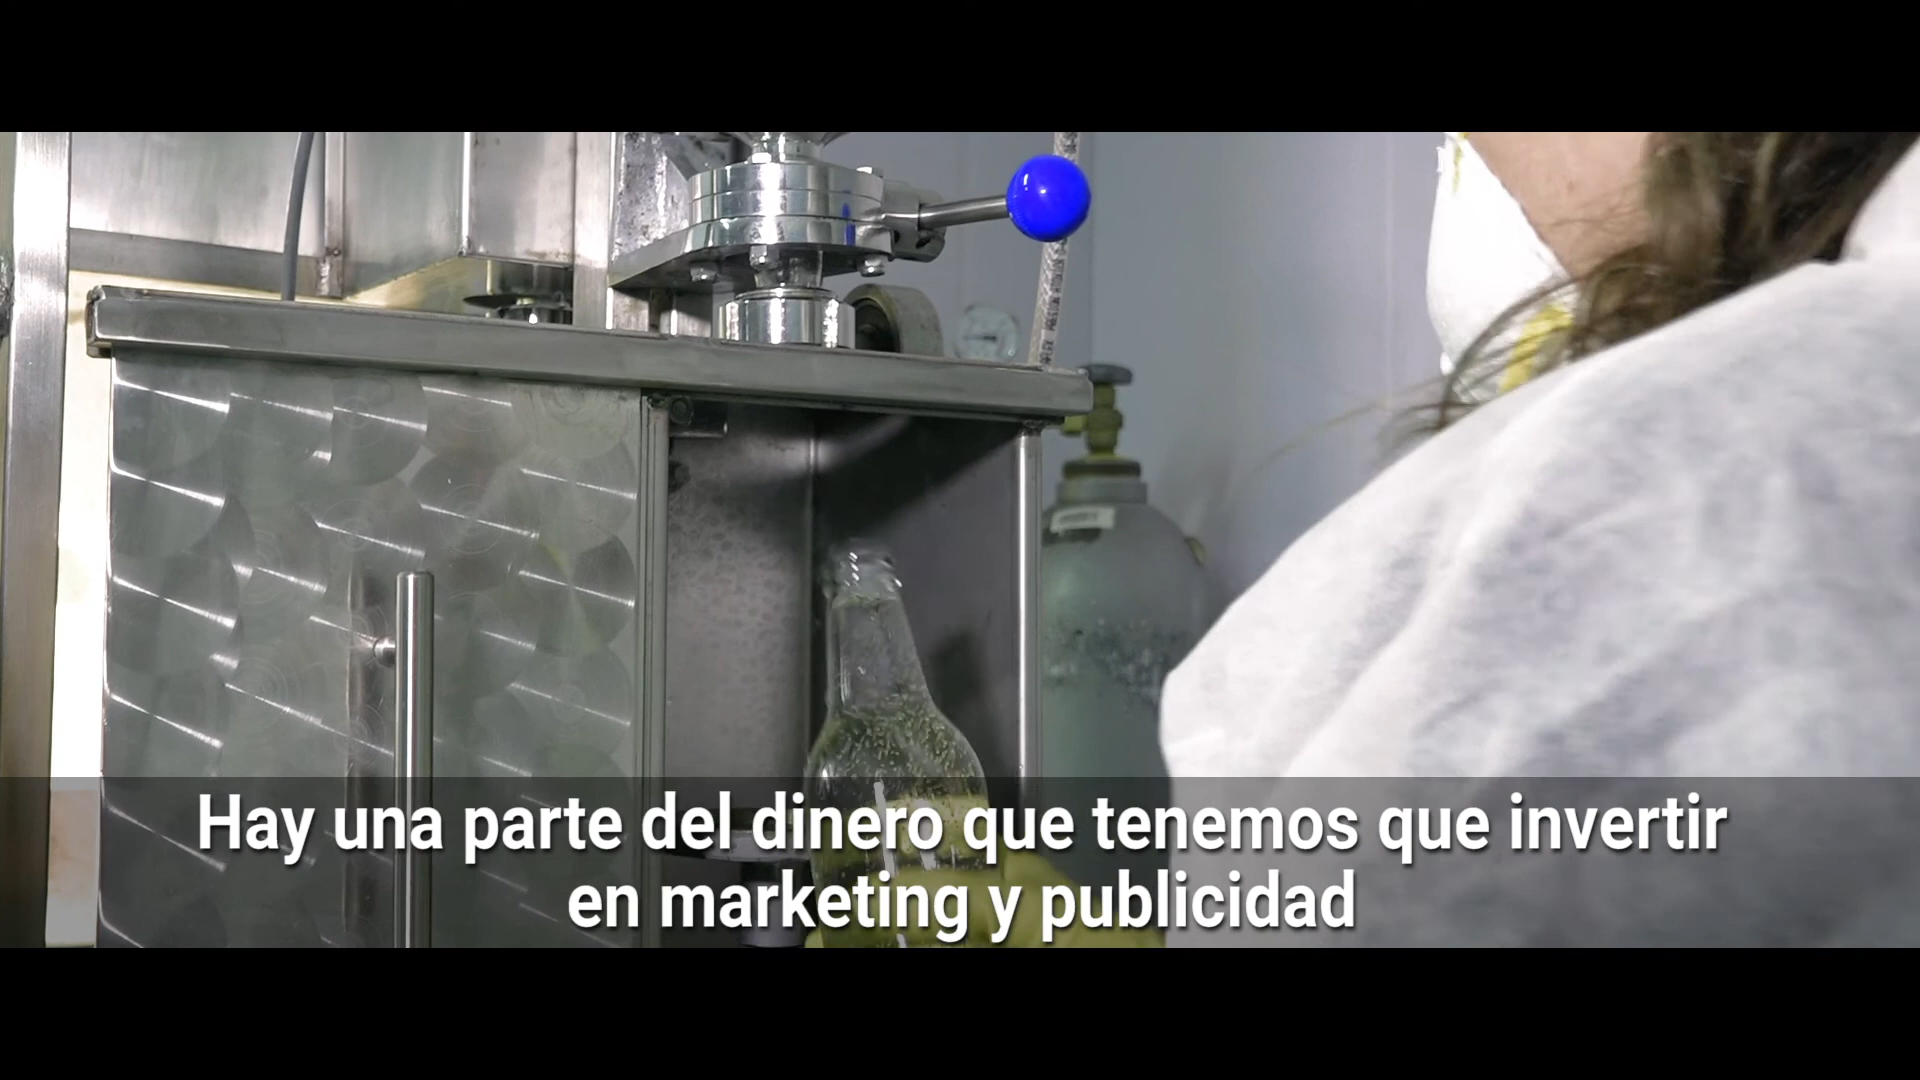 Hay una parte del dinero que tenemos que invertir
en marketing y publicidad